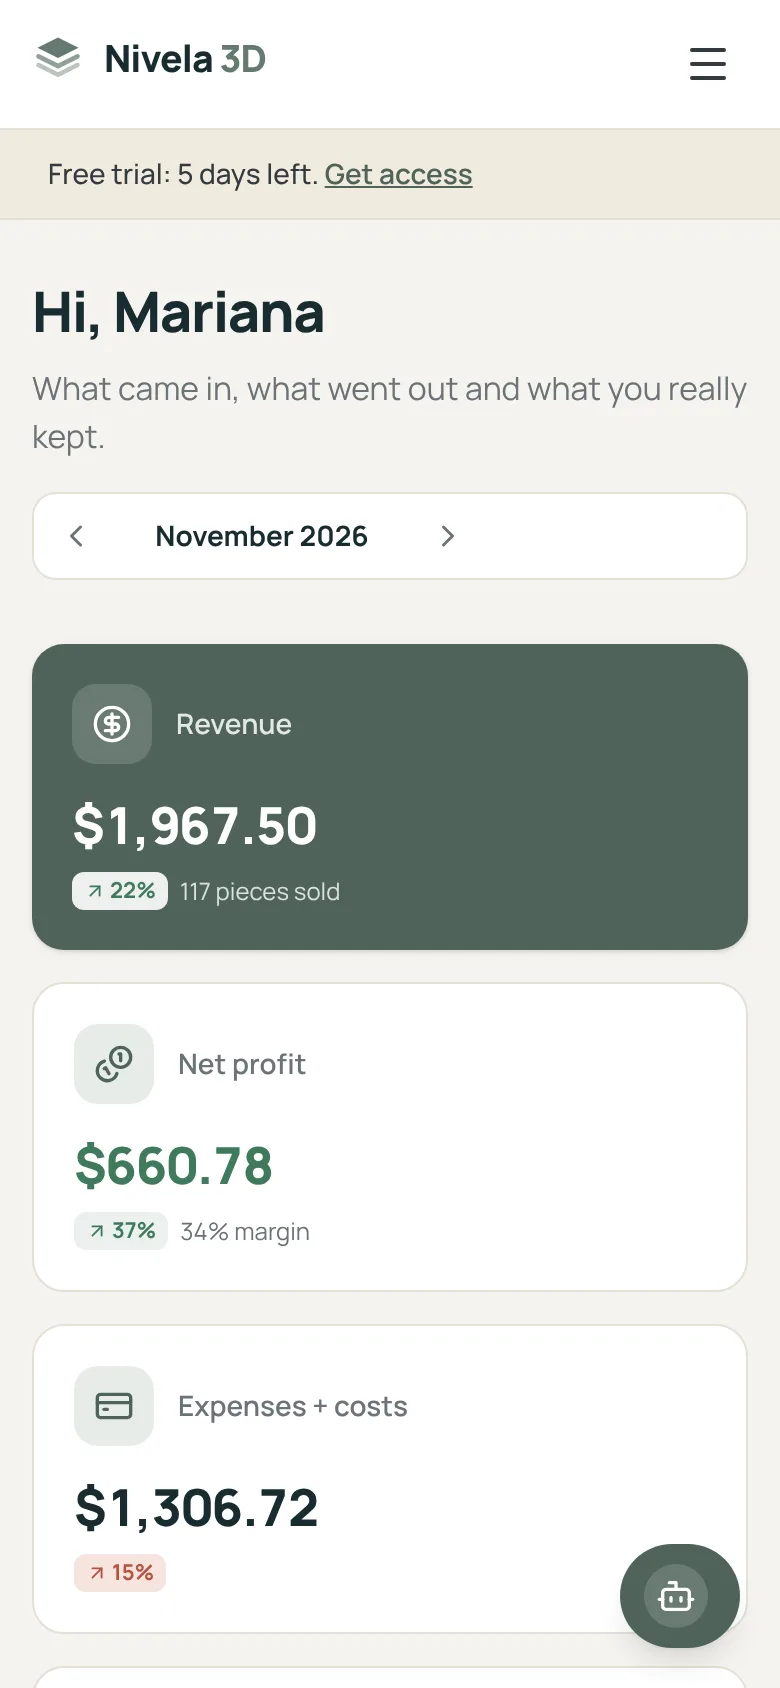 Nivela 3D
Free trial: 5 days left. Get access
Hi, Mariana
What came in, what went out and what you really
kept.
November 2026
Revenue
$1,967.50
22% 117 pieces sold
Net profit
$660.78
37% 34% margin
Expenses + costs
$1,306.72
15%